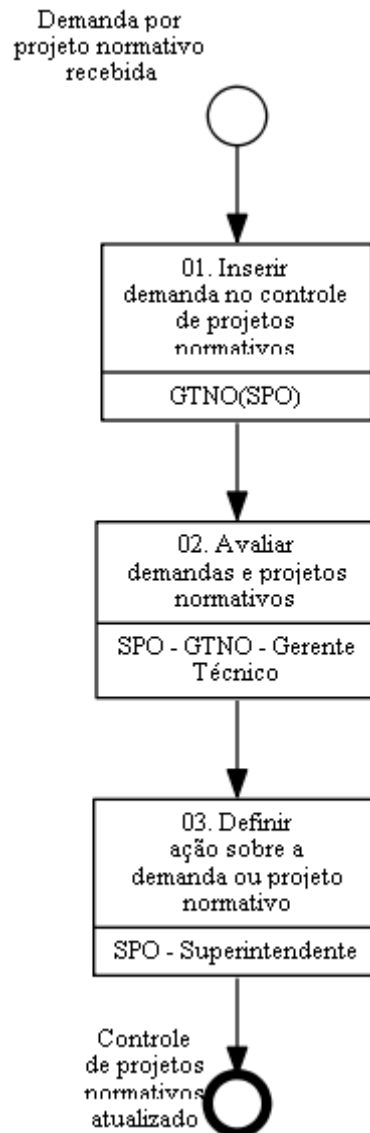 Demanda por
projeto normativo
recebida
01. Inserir
demanda no controle
de projetos
normativos
GTNO(SPO)
02. Avaliar
demandas e projetos
normativos
SPO - GTNO - Gerente
Técnico
03. Definir
ação sobre a
demanda ou projeto
normativo
SPO - Superintendente
Controle
de projetos
normativos
atualizado